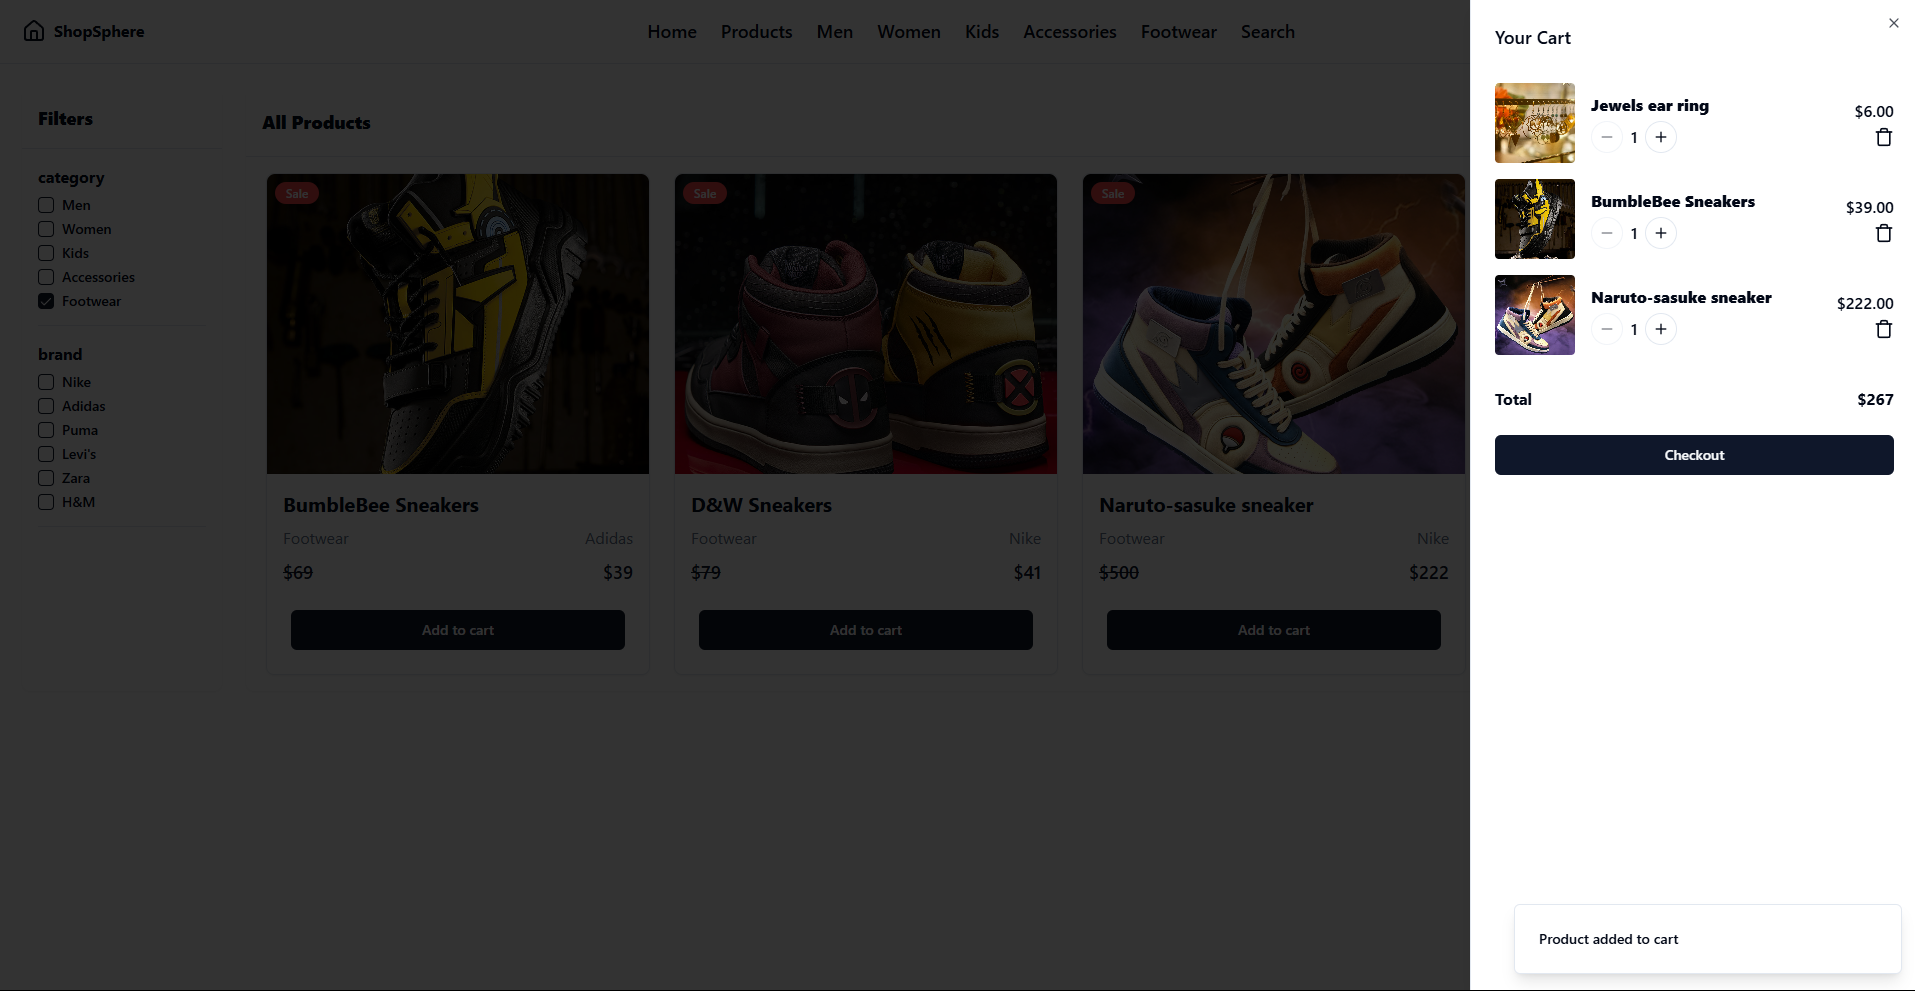 ShopSphere
Home Products Men Women Kids Accessories Footwear Search
Filters
category
Men
Women
Kids
Accessories
Footwear
brand
Nike
Adidas
Puma
Levi's
Zara
H&M
All Products
Sale
BumbleBee Sneakers
Footwear Adidas
$69 $39
Add to cart
Sale
D&W Sneakers
Footwear Nike
$79 $41
Add to cart
Sale
Naruto-sasuke sneaker
Footwear Nike
$500 $222
Add to cart
Your Cart
Jewels ear ring
$6.00
1
BumbleBee Sneakers
$39.00
1
Naruto-sasuke sneaker
$222.00
1
Total $267
Checkout
Product added to cart